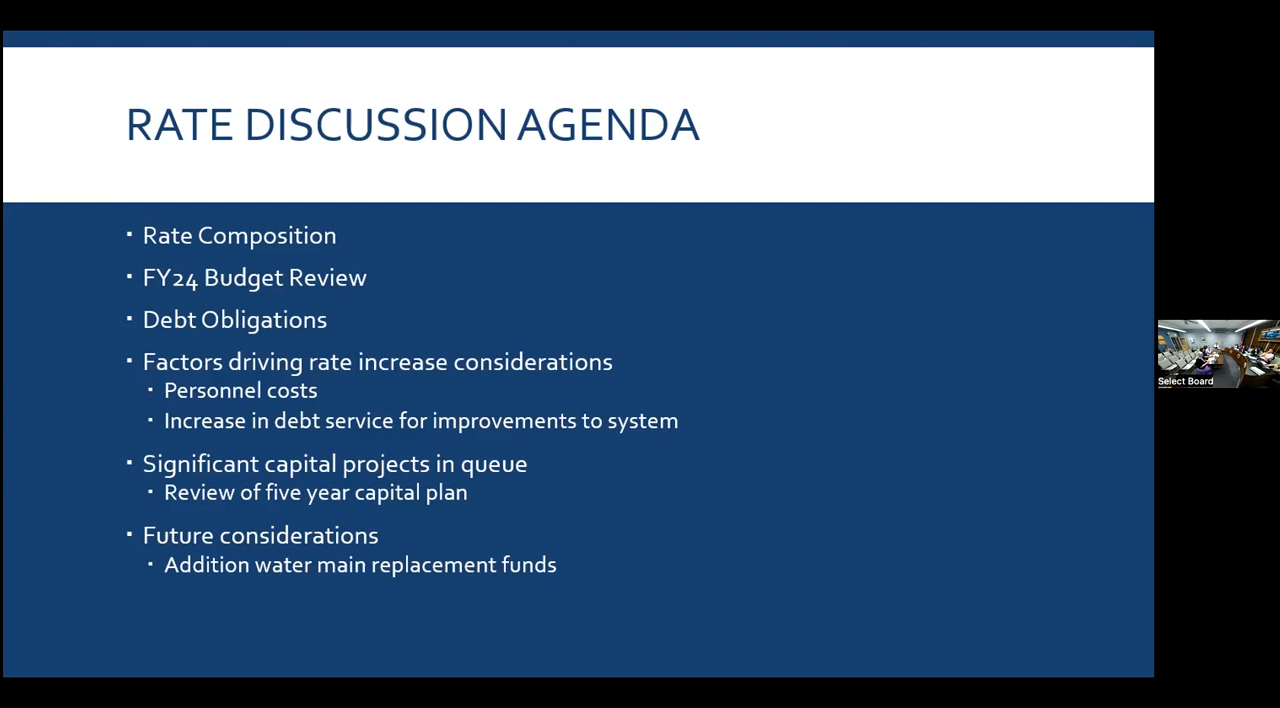 RATE DISCUSSION AGENDA
▪ Rate Composition
▪ FY24 Budget Review
▪ Debt Obligations
▪ Factors driving rate increase considerations
▪ Personnel costs
▪ Increase in debt service for improvements to system
▪ Significant capital projects in queue
▪ Review of five year capital plan
▪ Future considerations
▪ Addition water main replacement funds
Select Board